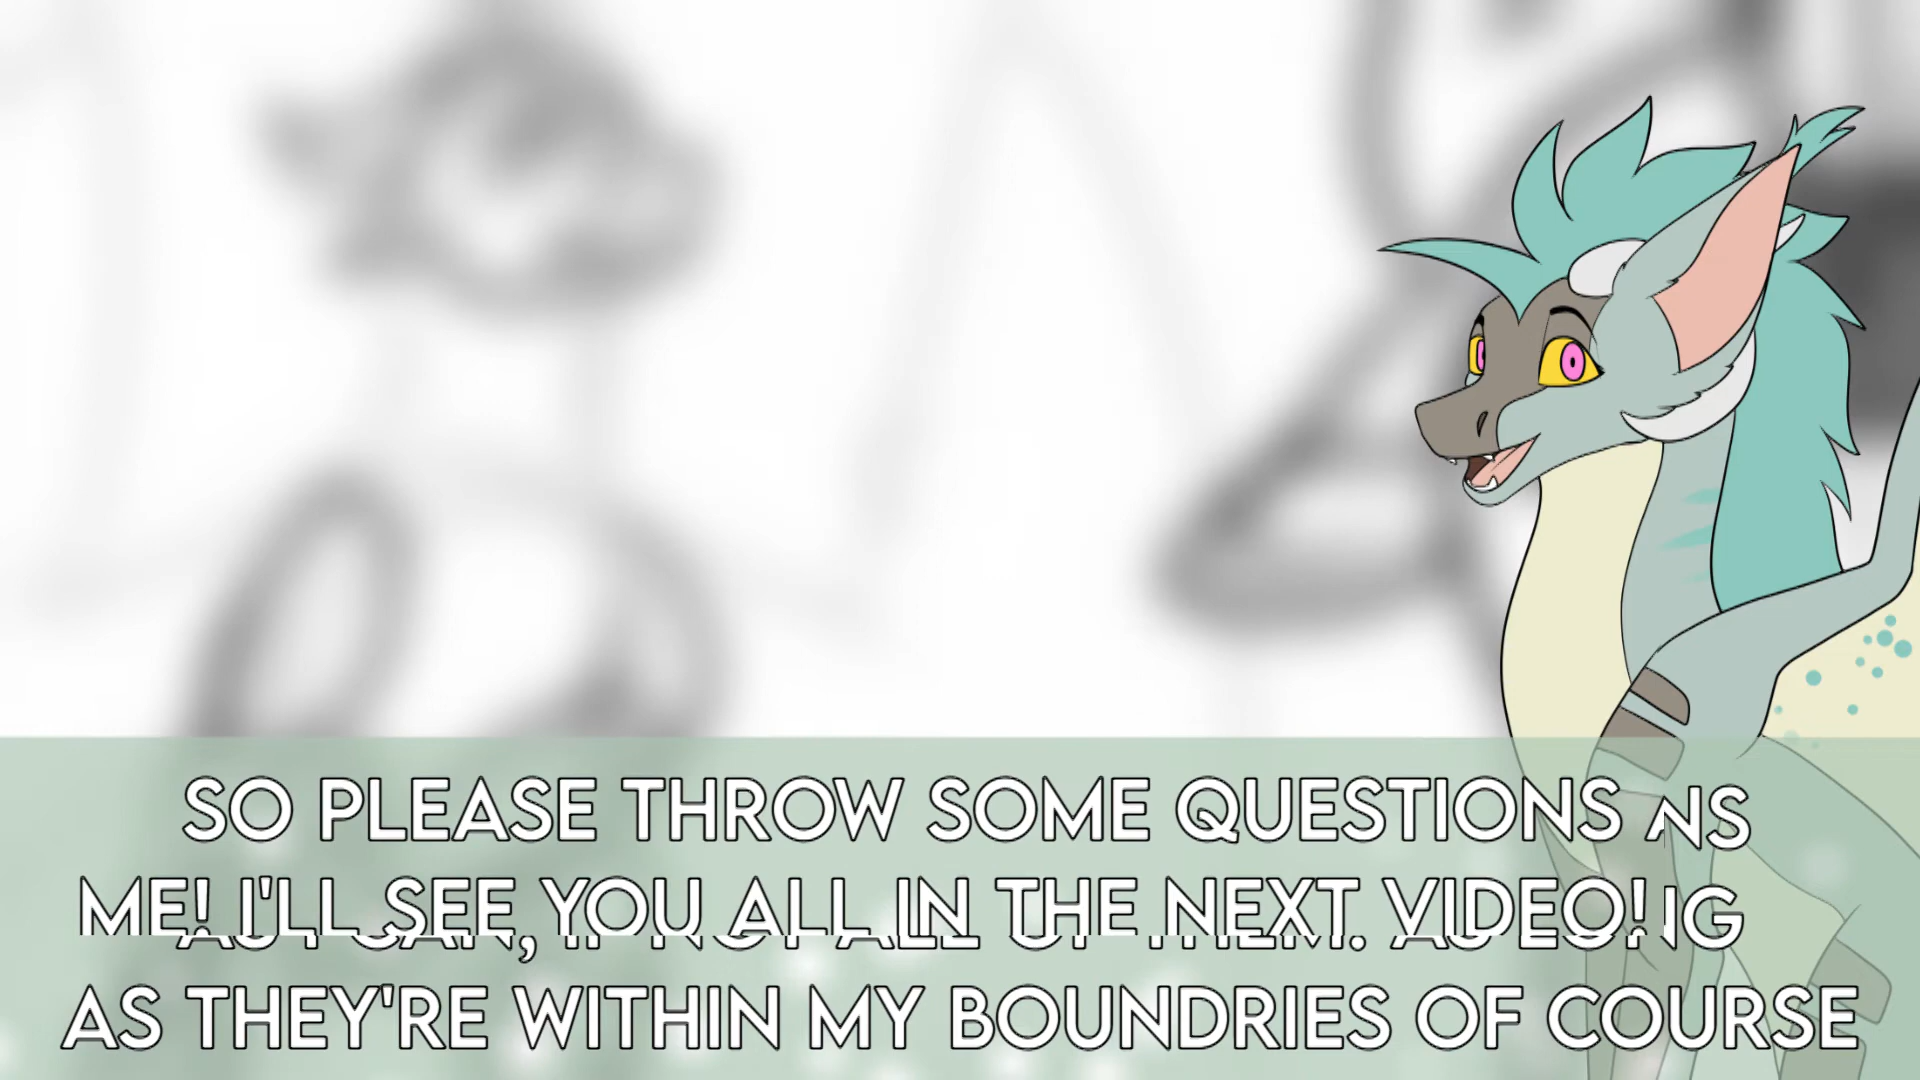 SO PLEASE THROW SOME QUESTIONS
ME! I'LL SEE YOU ALL IN THE NEXT VIDEO!
AS THEY'RE WITHIN MY BOUNDRIES OF COURSE